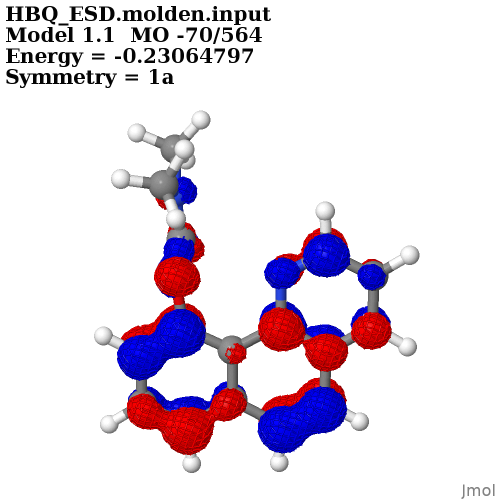 HBQ_ESD.molden.input
Model 1.1  MO -70/564
Energy = -0.23064797
Symmetry = 1a
Jmol